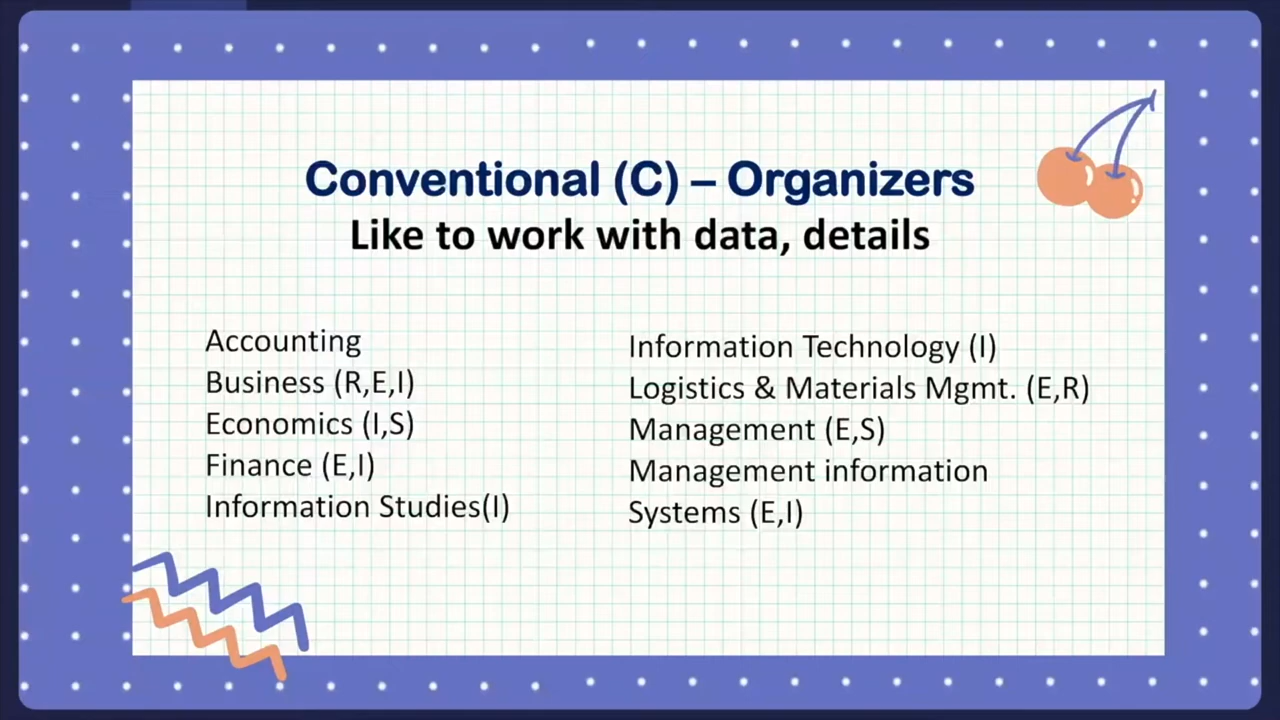 Conventional (C) – Organizers
Like to work with data, details
Accounting
Business (R,E,I)
Economics (I,S)
Finance (E,I)
Information Studies(I)
Information Technology (I)
Logistics & Materials Mgmt. (E,R)
Management (E,S)
Management information
Systems (E,I)